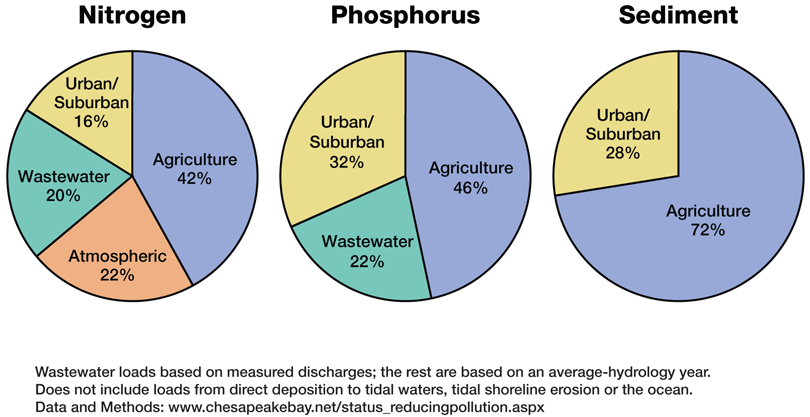 Nitrogen
Urban/
Suburban
16%
Agriculture
42%
Wastewater
20%
Atmospheric
22%
Phosphorus
Urban/
Suburban
32%
Agriculture
46%
Wastewater
22%
Sediment
Urban/
Suburban
28%
Agriculture
72%
Wastewater loads based on measured discharges; the rest are based on an average-hydrology year.
Does not include loads from direct deposition to tidal waters, tidal shoreline erosion or the ocean.
Data and Methods: www.chesapeakebay.net/status_reducingpollution.aspx